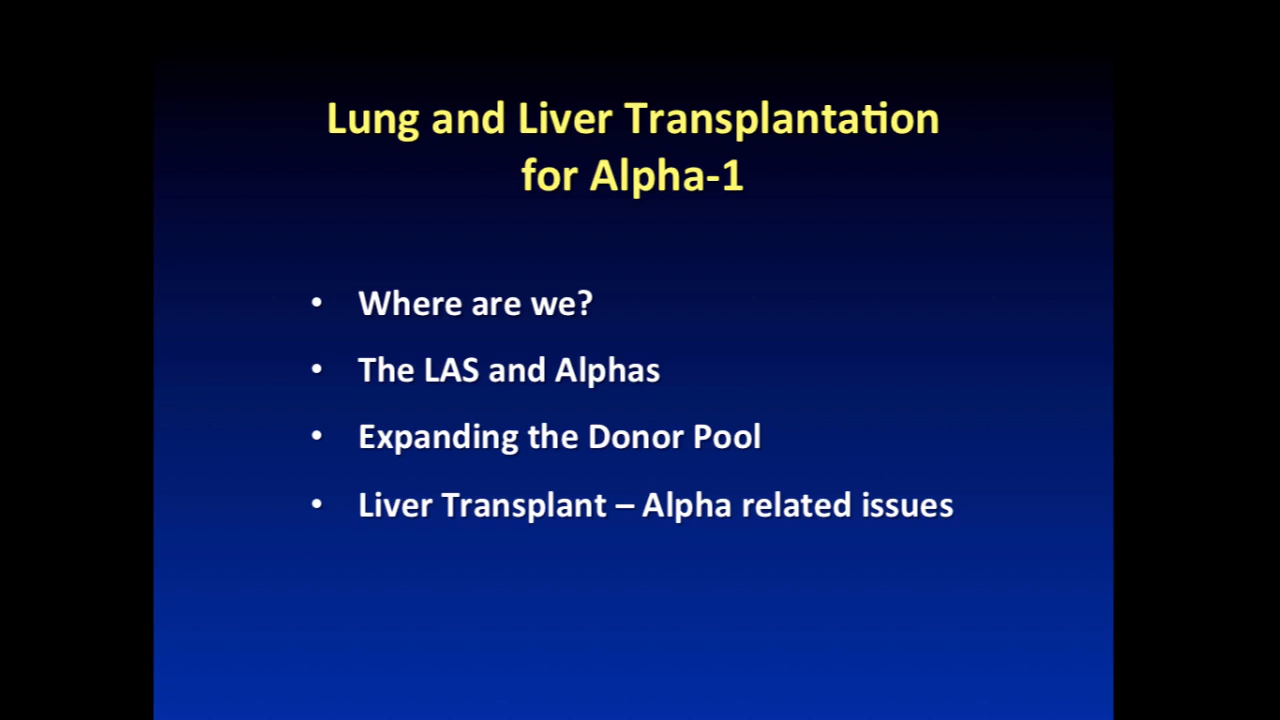 Lung and Liver Transplantation
for Alpha-1
• Where are we?
• The LAS and Alphas
• Expanding the Donor Pool
• Liver Transplant – Alpha related issues